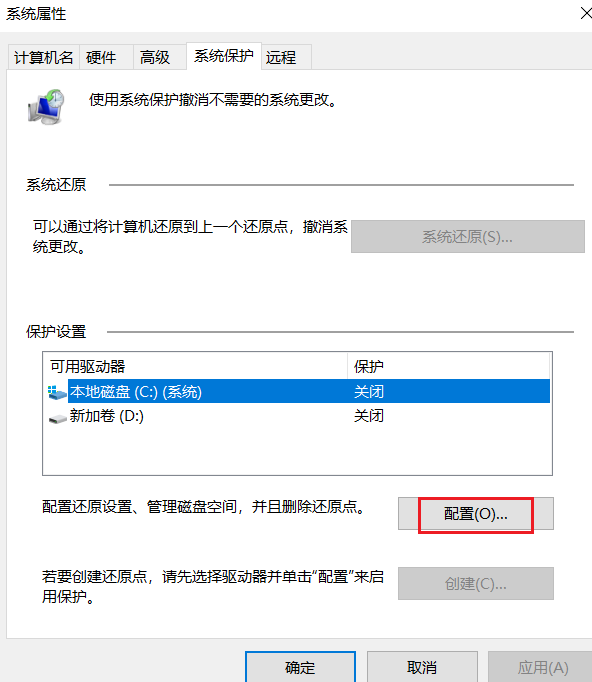 系统属性
计算机名 硬件 高级 系统保护 远程
使用系统保护撤消不需要的系统更改。
系统还原
可以通过将计算机还原到上一个还原点，撤消系
统更改。
系统还原(S)...
保护设置
可用驱动器 保护
本地磁盘 (C:) (系统) 关闭
新加卷 (D:) 关闭
配置还原设置、管理磁盘空间，并且删除还原点。
配置(O)...
若要创建还原点，请先选择驱动器并单击“配置”来启
用保护。
创建(C)...
确定 取消 应用(A)